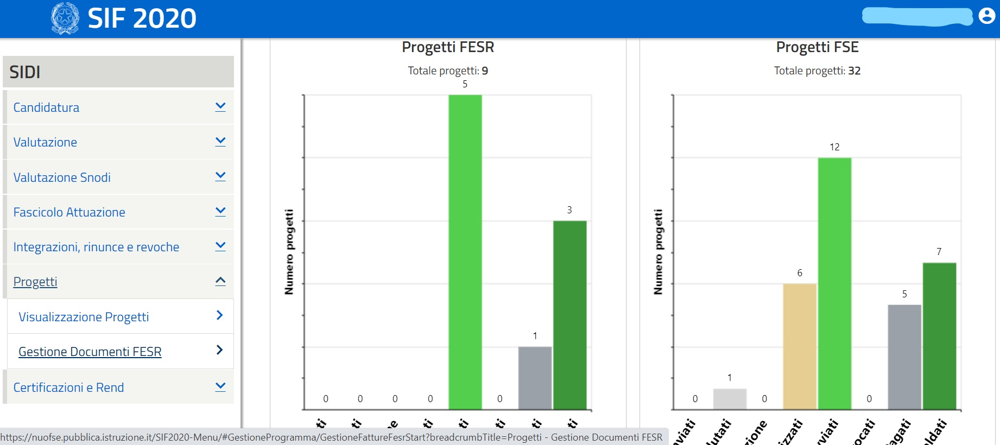 SIF 2020
SIDI
Candidatura
Valutazione
Valutazione Snodi
Fascicolo Attuazione
Integrazioni, rinunce e revoche
Progetti
Visualizzazione Progetti
Gestione Documenti FESR
Certificazioni e Rend
Progetti FESR
Totale progetti: 9
Numero progetti
0
0
0
0
5
0
1
3
Progetti FSE
Totale progetti: 32
Numero progetti
0
1
0
6
12
0
5
7
https://nuofse.pubblica.istruzione.it/SIF2020-Menu/#GestioneProgramma/GestioneFattureFesrStart?breadcrumbTitle=Progetti - Gestione Documenti FESR